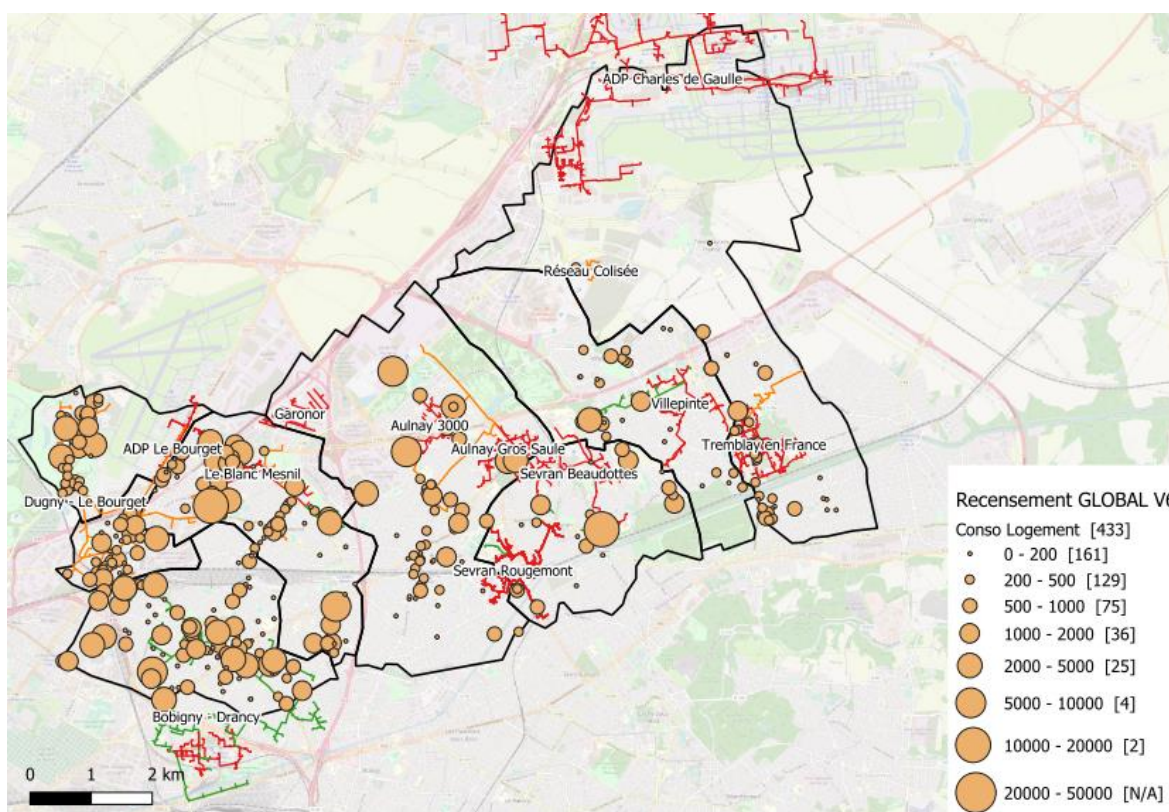 ADP Charles de Gaulle
Réseau Colisée
Garonor
Villepinte
Aulnay 3000
ADP Le Bourget
Aulnay Gros Saule
Tremblay en France
Le Blanc Mesnil
Sevran Beaudottes
Dugny - Le Bourget
Sevran Rougemont
Bobigny - Drancy
0 1 2 km
Recensement GLOBAL
Conso Logement [433]
0 - 200 [161]
200 - 500 [129]
500 - 1000 [75]
1000 - 2000 [36]
2000 - 5000 [25]
5000 - 10000 [4]
10000 - 20000 [2]
20000 - 50000 [N/A]